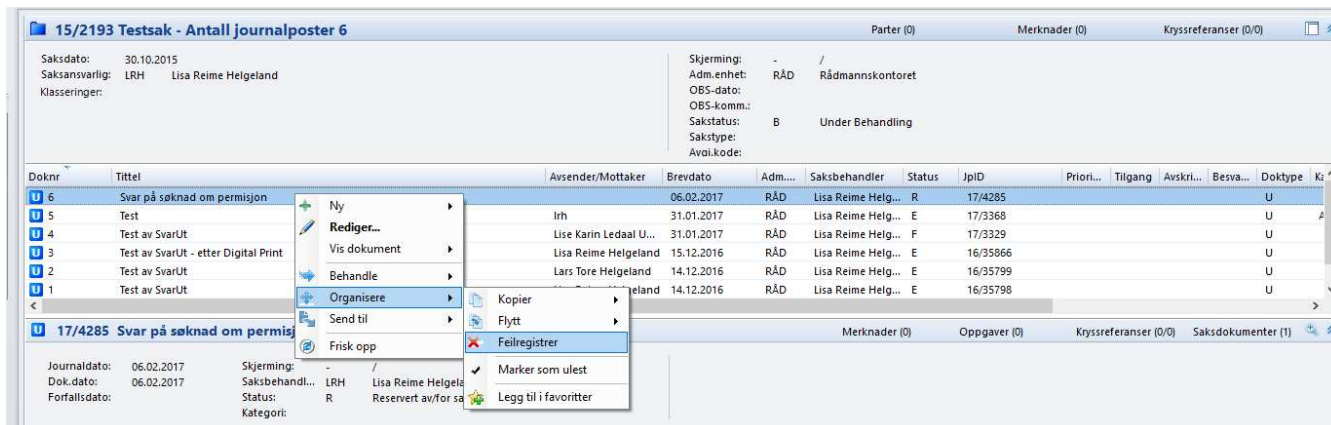 15/2193 Testsak - Antall journalposter 6 Parter (0) Merknader (0) Kryssreferanser (0/0)
Saksdato: 30.10.2015 Skjerming: - /
Saksansvarlig: LRH Lisa Reime Helgeland Adm.enhet: RÅD Rådmannskontoret
Klasseringer: OBS-dato:
OBS-komm.:
Sakstatus: B Under Behandling
Sakstype:
Avgj.kode:
Doknr Tittel Avsender/Mottaker Brevdato Adm.... Saksbehandler Status JpID Priori... Tilgang Avskri... Besva... Doktype
U 6 Svar på søknad om permisjon 06.02.2017 RÅD Lisa Reime Helg... R 17/4285 U
U 5 Test lrh 31.01.2017 RÅD Lisa Reime Helg... E 17/3368 U
U 4 Test av SvarUt Lise Karin Ledaal U... 31.01.2017 RÅD Lisa Reime Helg... F 17/3329 U
U 3 Test av SvarUt - etter Digital Print Lisa Reime Helgeland 15.12.2016 RÅD Lisa Reime Helg... E 16/35866 U
U 2 Test av SvarUt Lars Tore Helgeland 14.12.2016 RÅD Lisa Reime Helg... E 16/35799 U
U 1 Test av SvarUt 14.12.2016 RÅD Lisa Reime Helg... E 16/35798 U
Ny
Rediger...
Vis dokument
Behandle
Organisere
Send til
Frisk opp
Kopier
Flytt
Feilregistrer
Marker som ulest
Legg til i favoritter
U 17/4285 Svar på søknad om Merknader (0) Oppgaver (0) Kryssreferanser (0/0) Saksdokumenter (1)
Journaldato: 06.02.2017 Skjerming: - /
Dok.dato: 06.02.2017 Saksbehandl... LRH Lisa Reime
Forfallsdato: Status: R Reservert av/for
Kategori: